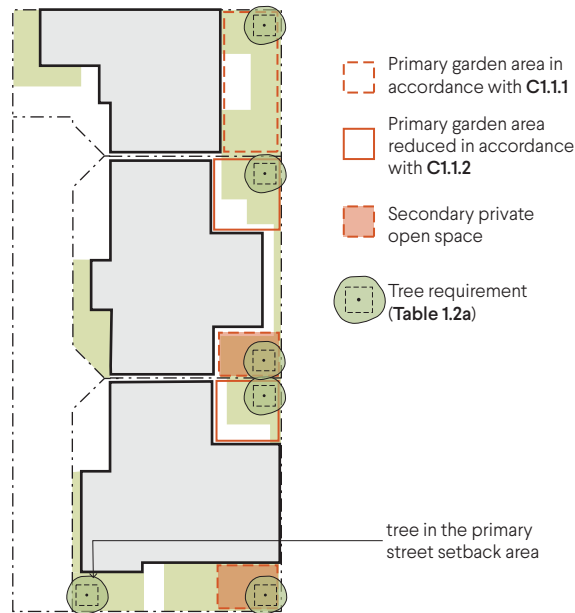 Primary garden area in
accordance with C1.1.1
Primary garden area
reduced in accordance
with C1.1.2
Secondary private
open space
Tree requirement
(Table 1.2a)
tree in the primary
street setback area